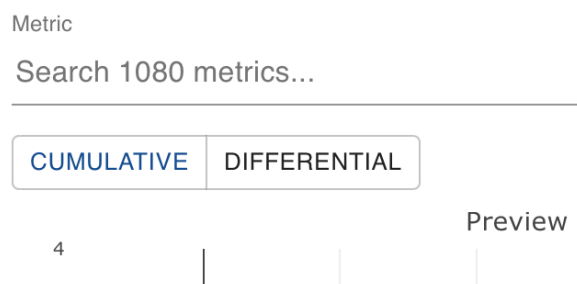 Metric
Search 1080 metrics...
CUMULATIVE DIFFERENTIAL
Preview
4